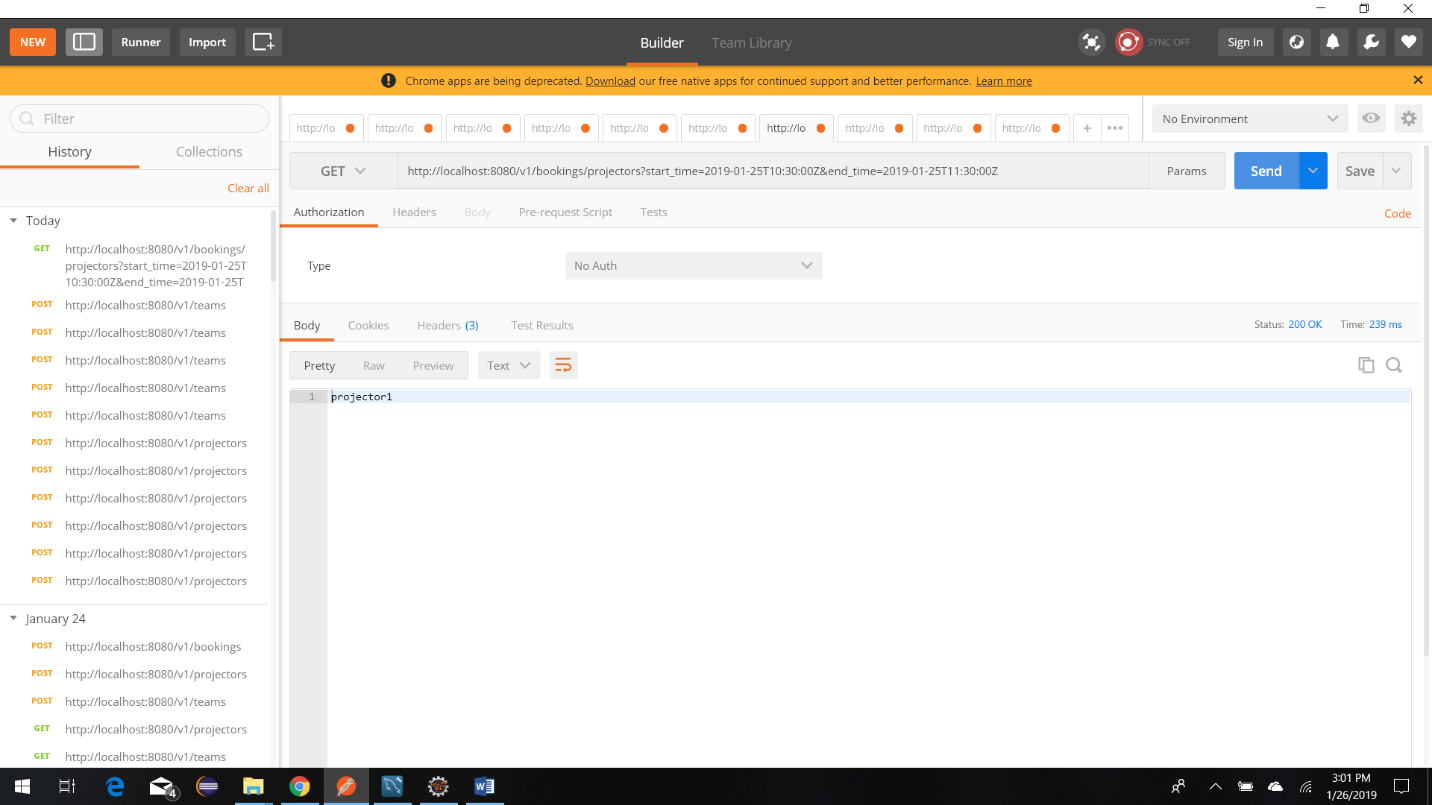 NEW
Runner
Import
Builder
Team Library
SYNC OFF
Sign In
Chrome apps are being deprecated. Download our free native apps for continued support and better performance. Learn more
Filter
History
Collections
Clear all
Today
GET http://localhost:8080/v1/bookings/
projectors?start_time=2019-01-25T
10:30:00Z&end_time=2019-01-25T
POST http://localhost:8080/v1/teams
POST http://localhost:8080/v1/teams
POST http://localhost:8080/v1/teams
POST http://localhost:8080/v1/teams
POST http://localhost:8080/v1/teams
POST http://localhost:8080/v1/projectors
POST http://localhost:8080/v1/projectors
POST http://localhost:8080/v1/projectors
POST http://localhost:8080/v1/projectors
POST http://localhost:8080/v1/projectors
POST http://localhost:8080/v1/projectors
January 24
POST http://localhost:8080/v1/bookings
POST http://localhost:8080/v1/projectors
POST http://localhost:8080/v1/teams
GET http://localhost:8080/v1/projectors
GET http://localhost:8080/v1/teams
http://lo http://lo http://lo http://lo http://lo http://lo http://lo http://lo http://lo http://lo
No Environment
GET http://localhost:8080/v1/bookings/projectors?start_time=2019-01-25T10:30:00Z&end_time=2019-01-25T11:30:00Z Params Send Save
Authorization Headers Body Pre-request Script Tests Code
Type No Auth
Body Cookies Headers (3) Test Results Status: 200 OK Time: 239 ms
Pretty Raw Preview Text
1 projector1
4
3:01 PM
1/26/2019